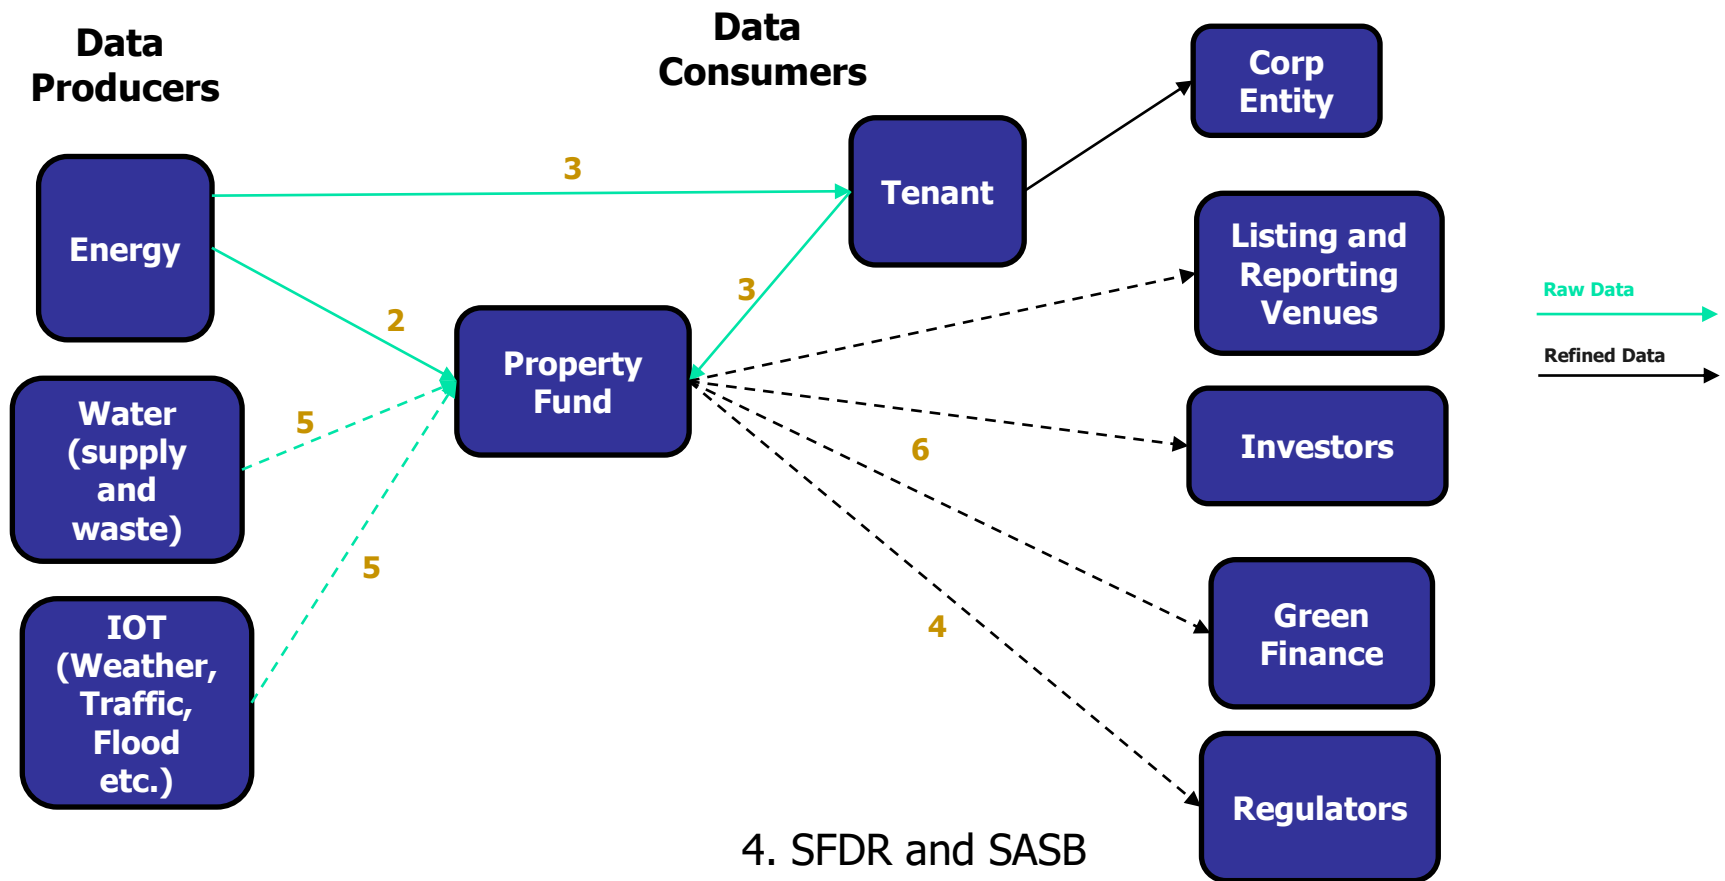 Data
Producers
Data
Consumers
Corp
Entity
Energy
3
Tenant
Listing and
Reporting
Venues
Raw Data
Refined Data
3
2
Property
Fund
Water
(supply
and
waste)
5
6
Investors
5
4
Green
Finance
IOT
(Weather,
Traffic,
Flood
etc.)
Regulators
4. SFDR and SASB